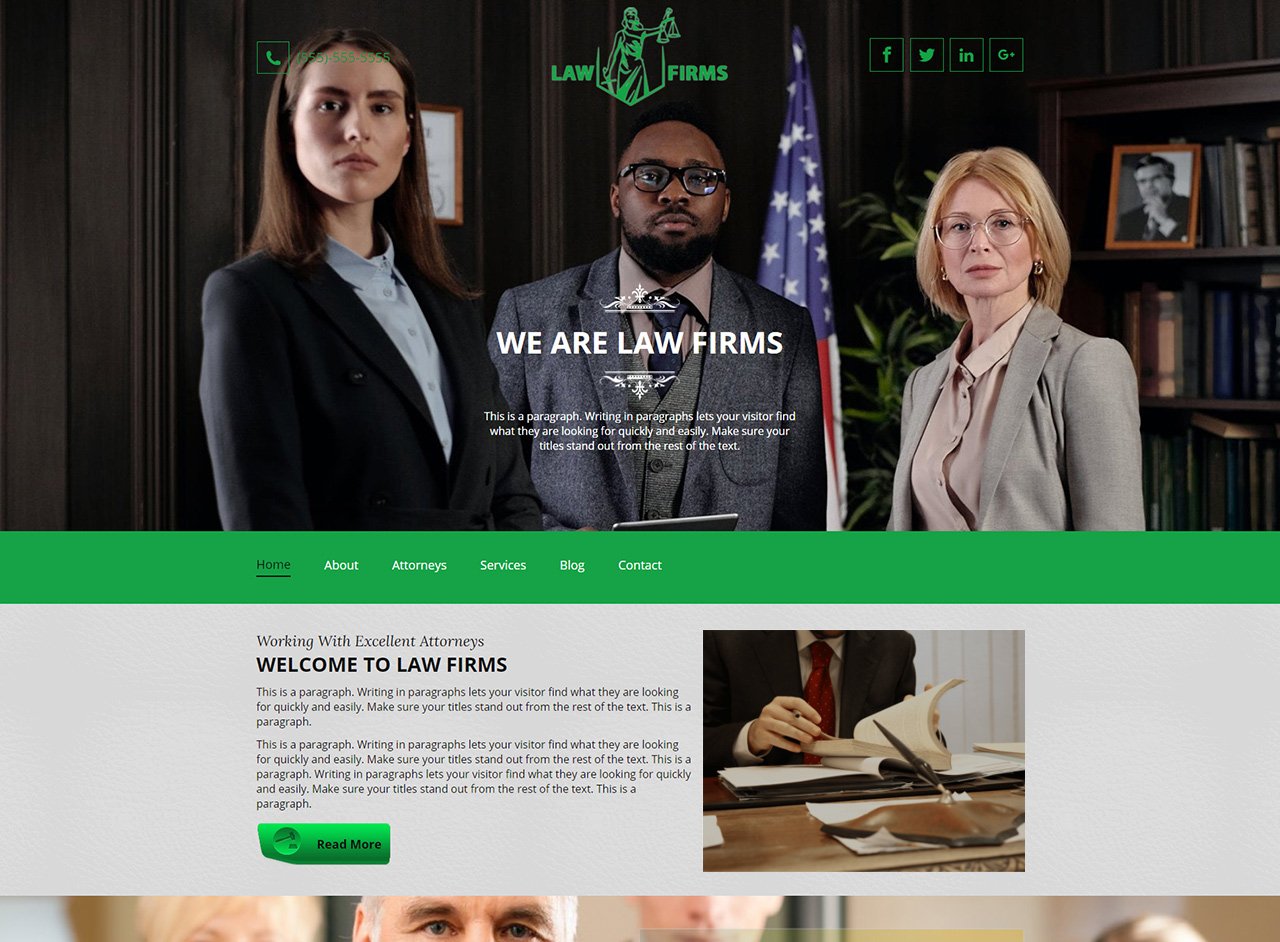 (555)-555-5555
LAW FIRMS
f
in
G+
WE ARE LAW FIRMS
This is a paragraph. Writing in paragraphs lets your visitor find
what they are looking for quickly and easily. Make sure your
titles stand out from the rest of the text.
Home About Attorneys Services Blog Contact
Working With Excellent Attorneys
WELCOME TO LAW FIRMS
This is a paragraph. Writing in paragraphs lets your visitor find what they are looking
for quickly and easily. Make sure your titles stand out from the rest of the text. This is a
paragraph.
This is a paragraph. Writing in paragraphs lets your visitor find what they are looking
for quickly and easily. Make sure your titles stand out from the rest of the text. This is a
paragraph. Writing in paragraphs lets your visitor find what they are looking for quickly
and easily. Make sure your titles stand out from the rest of the text. This is a
paragraph.
Read More